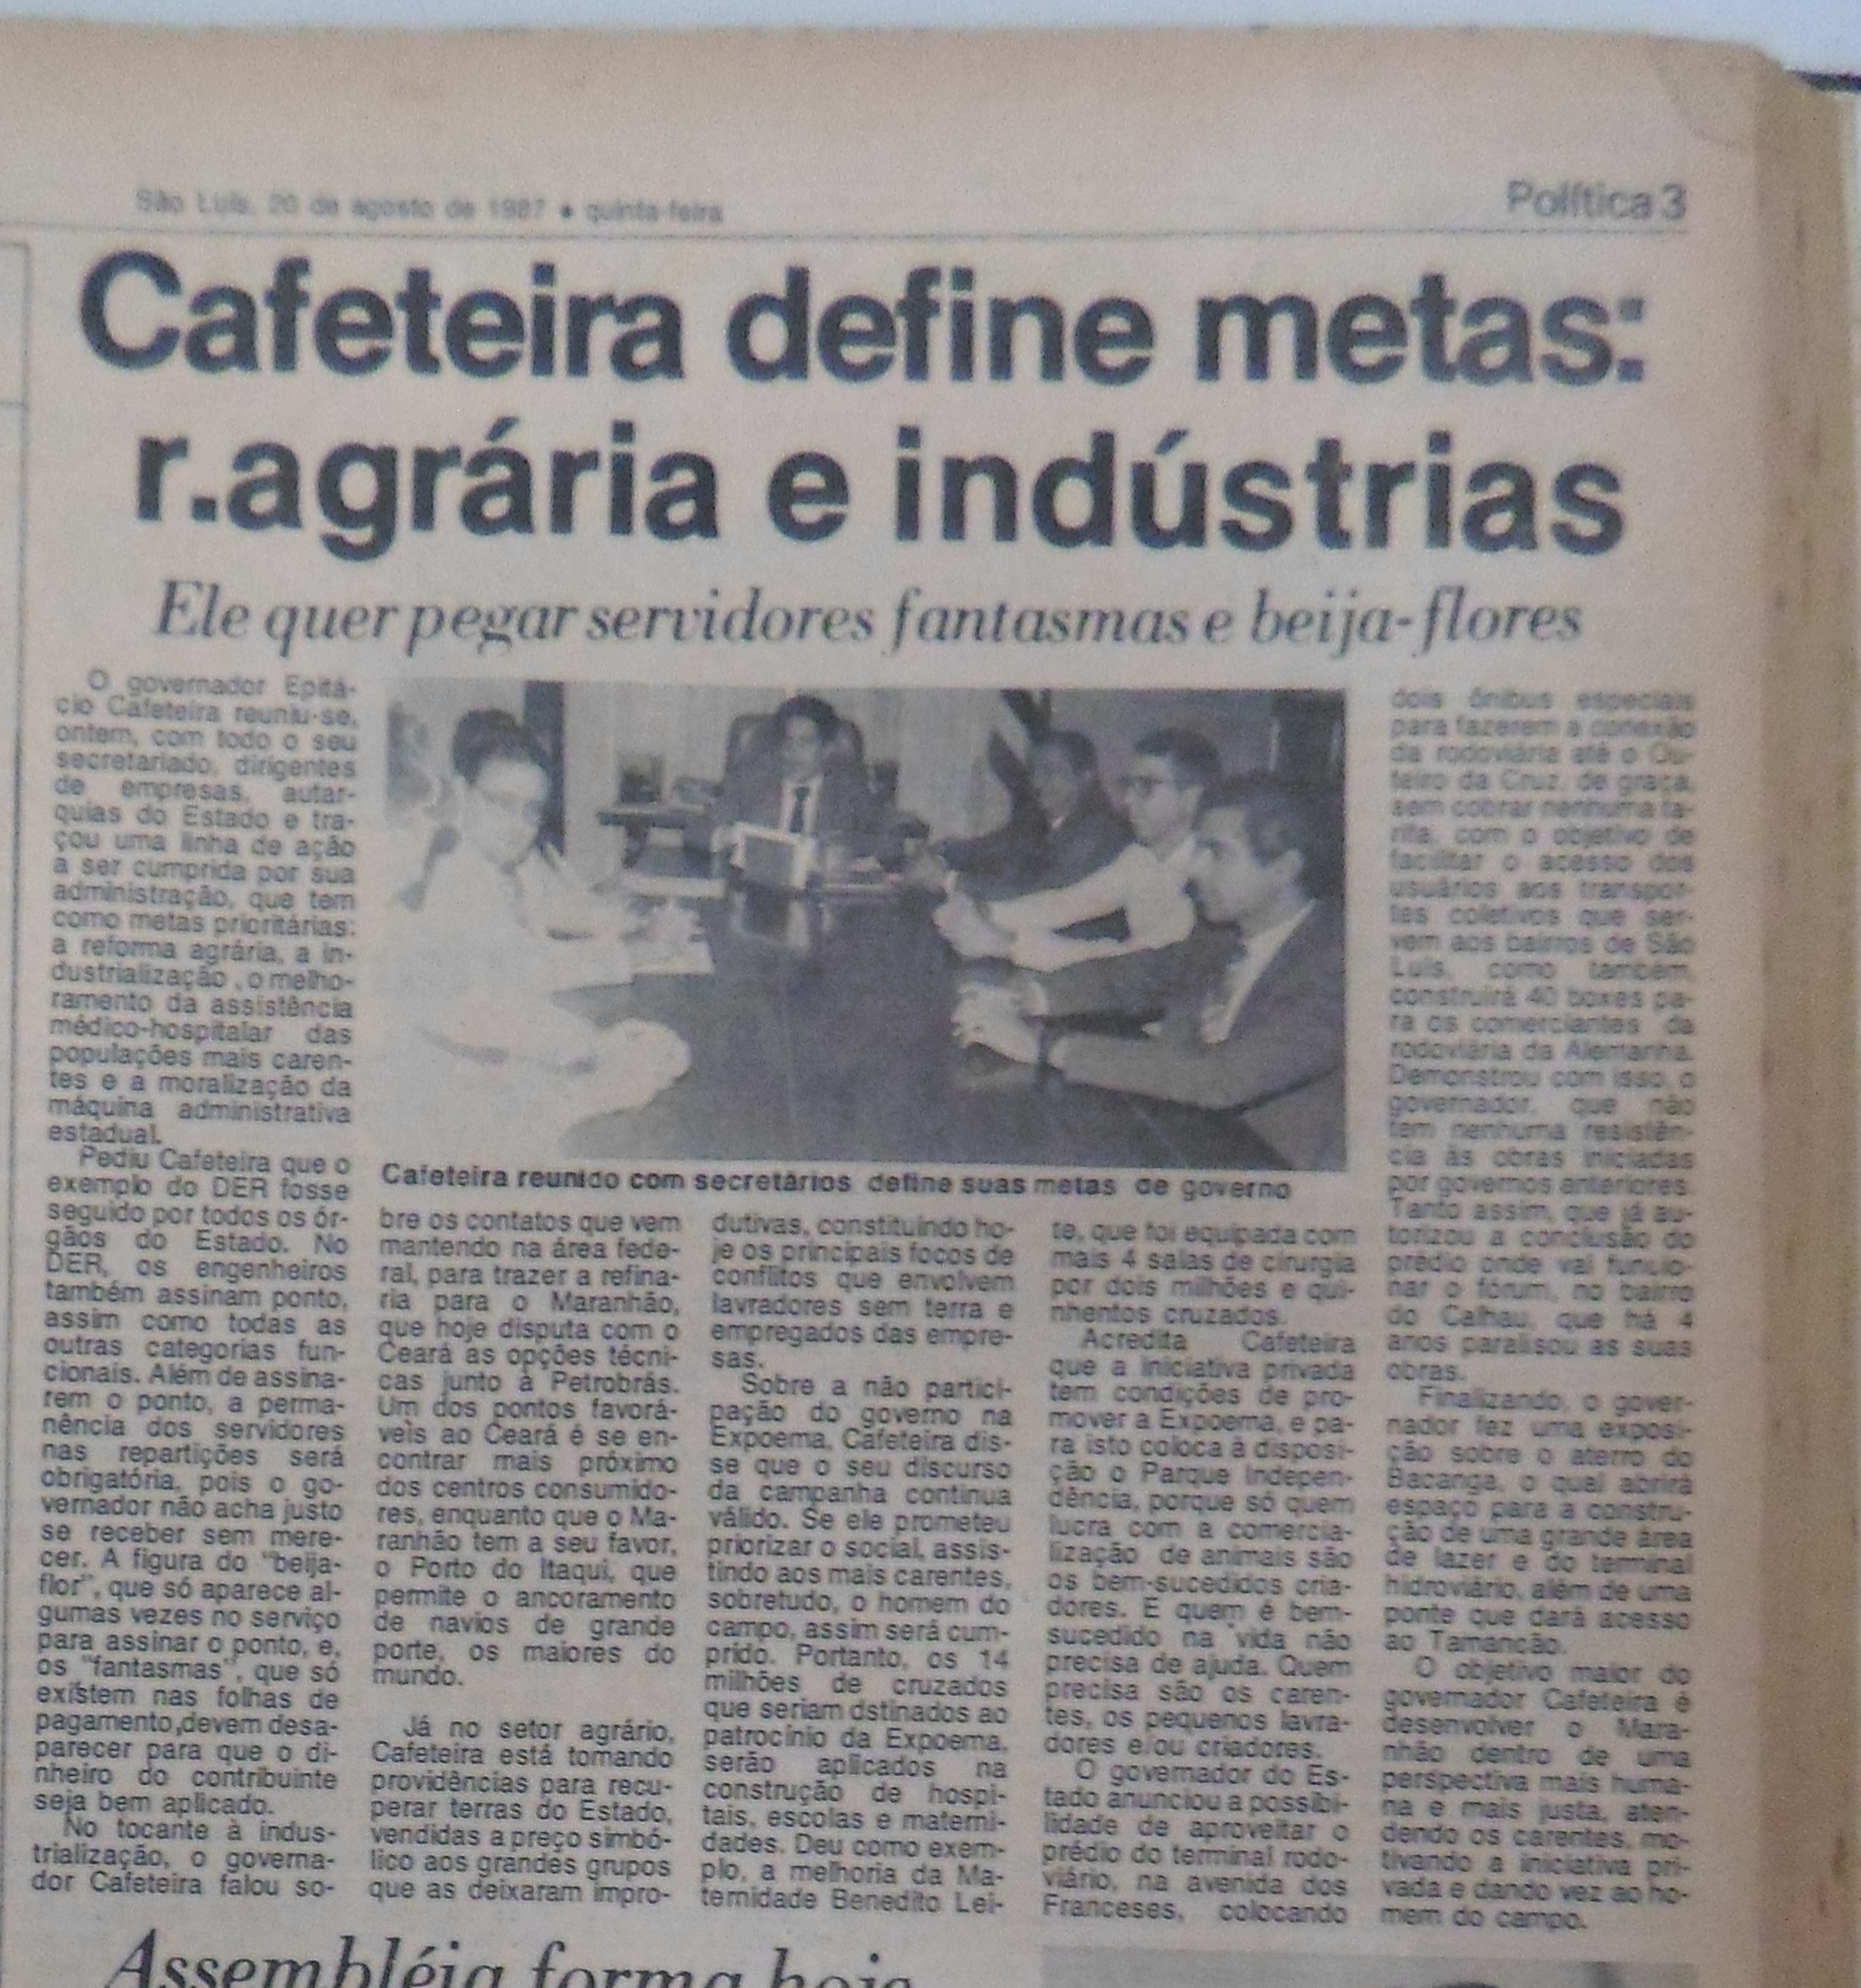 São Luís, 20 de agosto de 1987 • quinta-feira
Política 3
Cafeteira define metas:
r.agrária e indústrias
Ele quer pegar servidores fantasmas e beija-flores
O governador Epitá-
cio Cafeteira reuniu-se,
ontem, com todo o seu
secretariado, dirigentes
de empresas, autar-
quias do Estado e tra-
çou uma linha de ação
a ser cumprida por sua
administração, que tem
como metas prioritárias:
a reforma agrária, a in-
dustrialização , o melho-
ramento da assistência
médico-hospitalar das
populações mais caren-
tes e a moralização da
máquina administrativa
estadual.
Pediu Cafeteira que o
exemplo do DER fosse
seguido por todos os ór-
gãos do Estado. No
DER, os engenheiros
também assinam ponto,
assim como todas as
outras categorias fun-
cionais. Além de assina-
rem o ponto, a perma-
nência dos servidores
nas repartições será
obrigatória, pois o go-
vernador não acha justo
se receber sem mere-
cer. A figura do "beija-
flor", que só aparece al-
gumas vezes no serviço
para assinar o ponto, e,
os "fantasmas", que só
existem nas folhas de
pagamento,devem desa-
parecer para que o di-
nheiro do contribuinte
seja bem aplicado.
No tocante à indus-
trialização, o governa-
dor Cafeteira falou so-
Cafeteira reunido com secretários define suas metas de governo
bre os contatos que vem
mantendo na área fede-
ral, para trazer a refina-
ria para o Maranhão,
que hoje disputa com o
Ceará as opções técni-
cas junto à Petrobrás.
Um dos pontos favorá-
veis ao Ceará é se en-
contrar mais próximo
dos centros consumido-
res, enquanto que o Ma-
ranhão tem a seu favor,
o Porto do Itaqui, que
permite o ancoramento
de navios de grande
porte, os maiores do
mundo.
Já no setor agrário,
Cafeteira está tomando
providências para recu-
perar terras do Estado,
vendidas a preço simbó-
lico aos grandes grupos
que as deixaram impro-
dutivas, constituindo ho-
je os principais focos de
conflitos que envolvem
lavradores sem terra e
empregados das empre-
sas.
Sobre a não partici-
pação do governo na
Expoema, Cafeteira dis-
se que o seu discurso
da campanha continua
válido. Se ele prometeu
priorizar o social, assis-
tindo aos mais carentes,
sobretudo, o homem do
campo, assim será cum-
prido. Portanto, os 14
milhões de cruzados
que seriam dstinados ao
patrocínio da Expoema,
serão aplicados na
construção de hospi-
tais, escolas e materni-
dades. Deu como exem-
plo, a melhoria da Ma-
ternidade Benedito Lei-
te, que foi equipada com
mais 4 salas de cirurgia
por dois milhões e qui-
nhentos cruzados.
Acredita Cafeteira
que a iniciativa privada
tem condições de pro-
mover a Expoema, e pa-
ra isto coloca à disposi-
ção o Parque Indepen-
dência, porque só quem
lucra com a comercia-
lização de animais são
os bem-sucedidos cria-
dores. E quem é bem-
sucedido na vida não
precisa de ajuda. Quem
precisa são os caren-
tes, os pequenos lavra-
dores e/ou criadores.
O governador do Es-
tado anunciou a possibi-
lidade de aproveitar o
prédio do terminal rodo-
viário, na avenida dos
Franceses, colocando
dois ônibus especiais
para fazerem a conexão
da rodoviária até o Ou-
teiro da Cruz, de graça,
sem cobrar nenhuma ta-
rifa, com o objetivo de
facilitar o acesso dos
usuários aos transpor-
tes coletivos que ser-
vem aos bairros de São
Luís, como também,
construirá 40 boxes pa-
ra os comerciantes da
rodoviária da Alemanha.
Demonstrou com isso, o
governador, que não
tem nenhuma resistên-
cia às obras iniciadas
por governos anteriores.
Tanto assim, que já au-
torizou a conclusão do
prédio onde vai funcio-
nar o fórum, no bairro
do Calhau, que há 4
anos paralisou as suas
obras.
Finalizando, o gover-
nador fez uma exposi-
ção sobre o aterro do
Bacanga, o qual abrirá
espaço para a constru-
ção de uma grande área
de lazer e do terminal
hidroviário, além de uma
ponte que dará acesso
ao Tamancão.
O objetivo maior do
governador Cafeteira é
desenvolver o Mara-
nhão dentro de uma
perspectiva mais huma-
na e mais justa, aten-
dendo os carentes, mo-
tivando a iniciativa pri-
vada e dando vez ao ho-
mem do campo.
Assembléia forma hoje